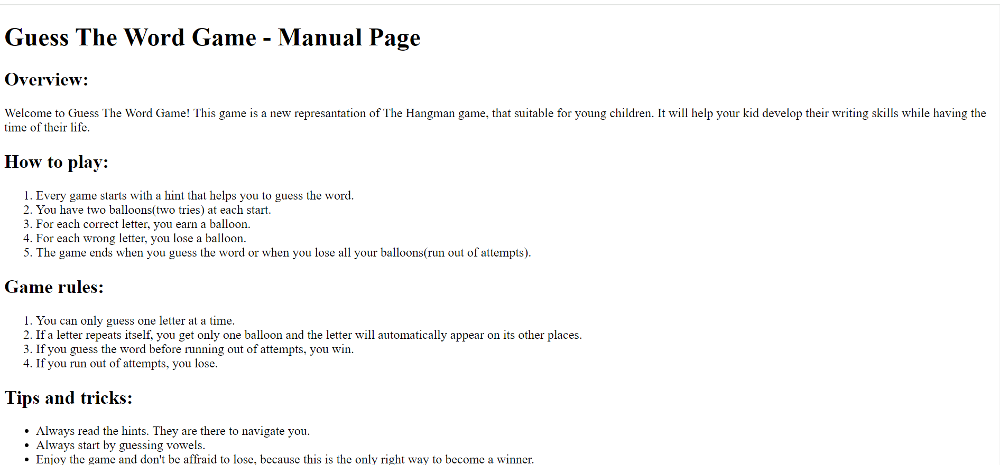 Guess The Word Game - Manual Page
Overview:
Welcome to Guess The Word Game! This game is a new represantation of The Hangman game, that suitable for young children. It will help your kid develop their writing skills while having the
time of their life.
How to play:
1. Every game starts with a hint that helps you to guess the word.
2. You have two balloons(two tries) at each start.
3. For each correct letter, you earn a balloon.
4. For each wrong letter, you lose a balloon.
5. The game ends when you guess the word or when you lose all your balloons(run out of attempts).
Game rules:
1. You can only guess one letter at a time.
2. If a letter repeats itself, you get only one balloon and the letter will automatically appear on its other places.
3. If you guess the word before running out of attempts, you win.
4. If you run out of attempts, you lose.
Tips and tricks:
• Always read the hints. They are there to navigate you.
• Always start by guessing vowels.
• Enjoy the game and don't be affraid to lose, because this is the only right way to become a winner.